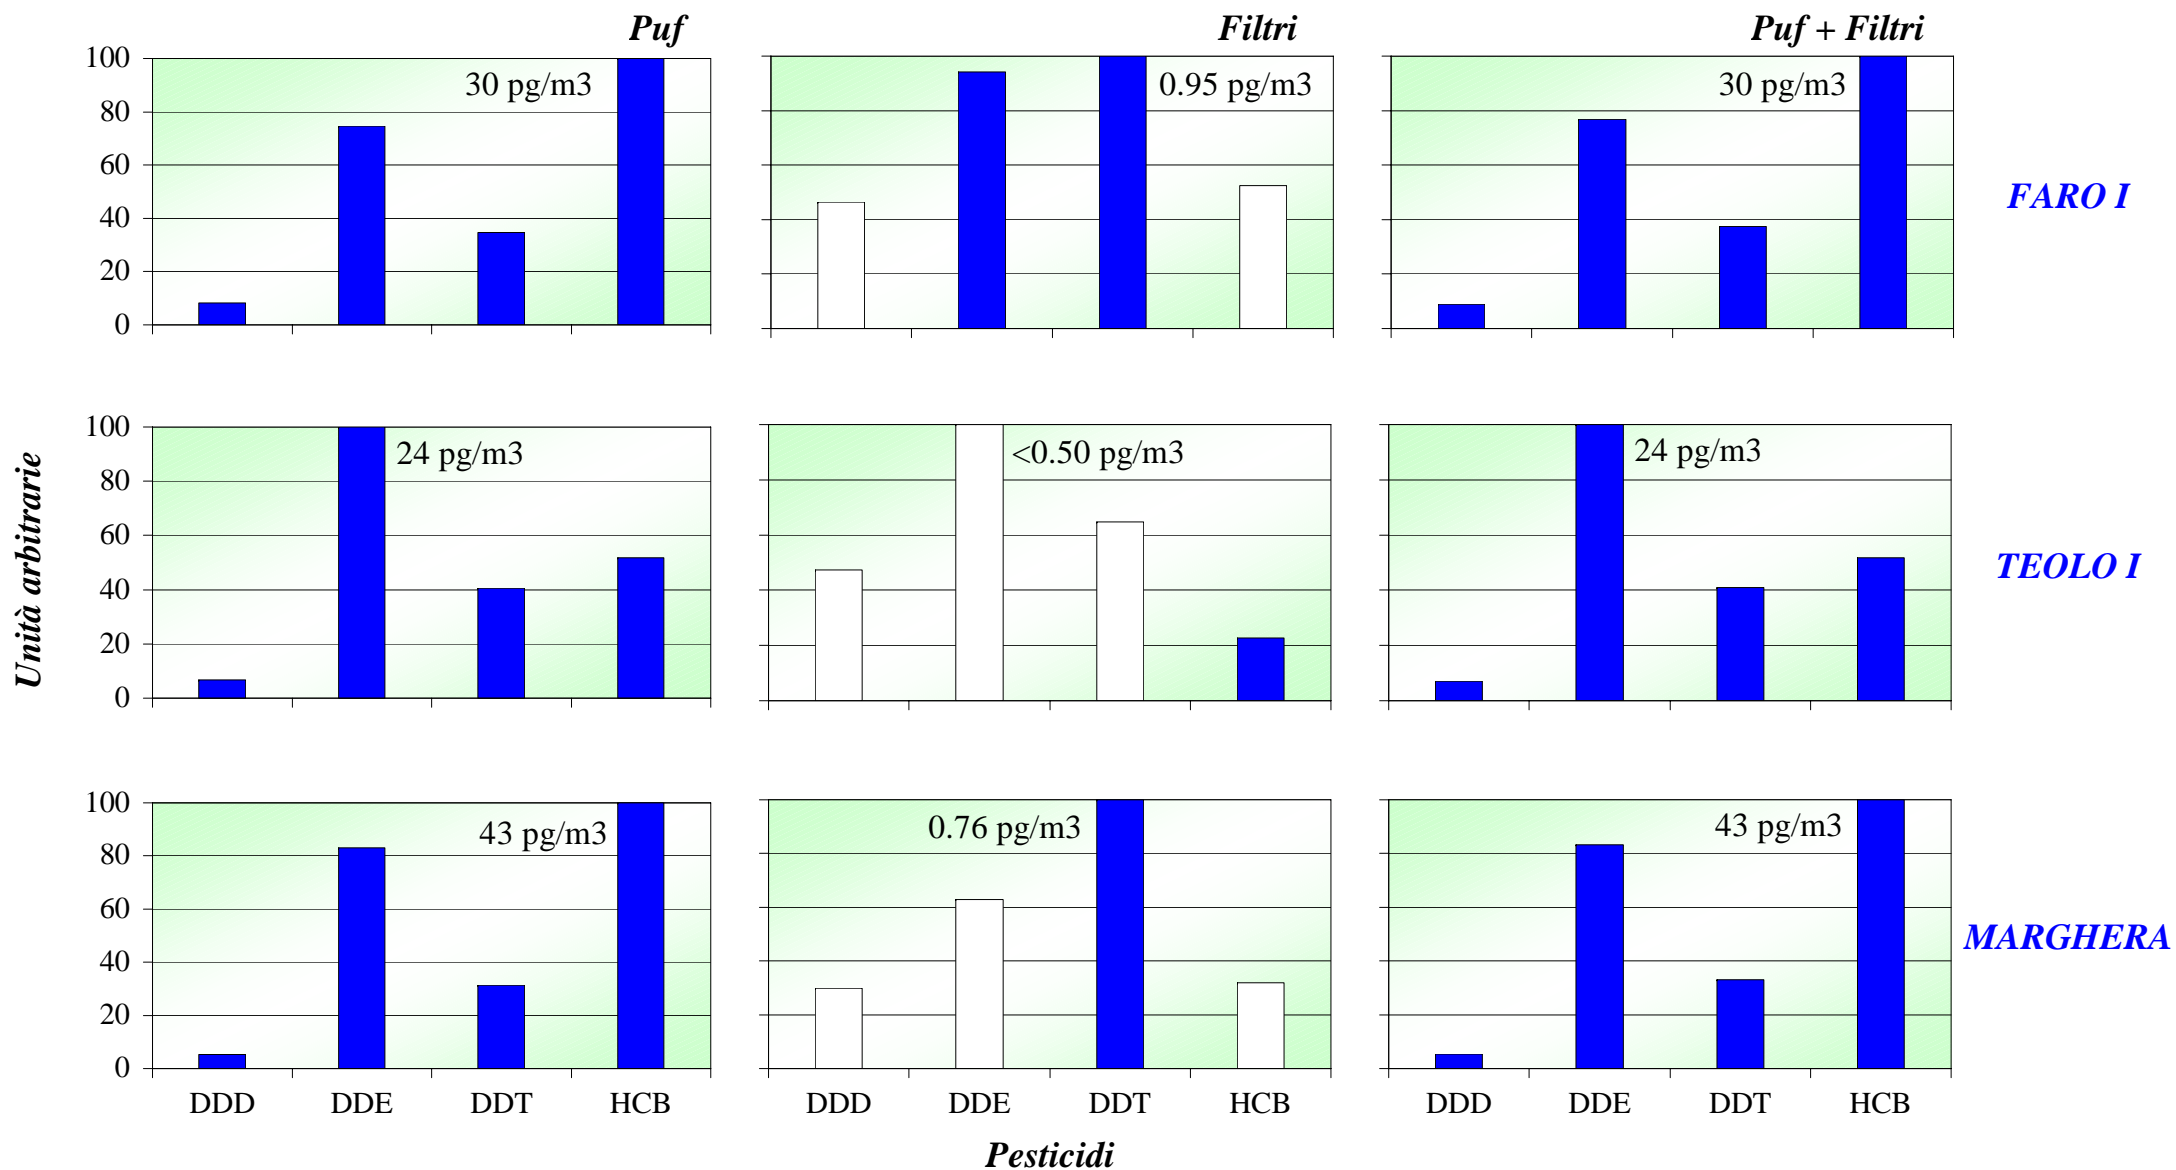 Puf
Filtri
Puf + Filtri
100
80
60
40
20
0
30 pg/m3
0.95 pg/m3
30 pg/m3
FARO I
Unità arbitrarie
100
80
60
40
20
0
24 pg/m3
<0.50 pg/m3
24 pg/m3
TEOLO I
100
80
60
40
20
0
43 pg/m3
0.76 pg/m3
43 pg/m3
MARGHERA
DDD DDE DDT HCB
DDD DDE DDT HCB
DDD DDE DDT HCB
Pesticidi